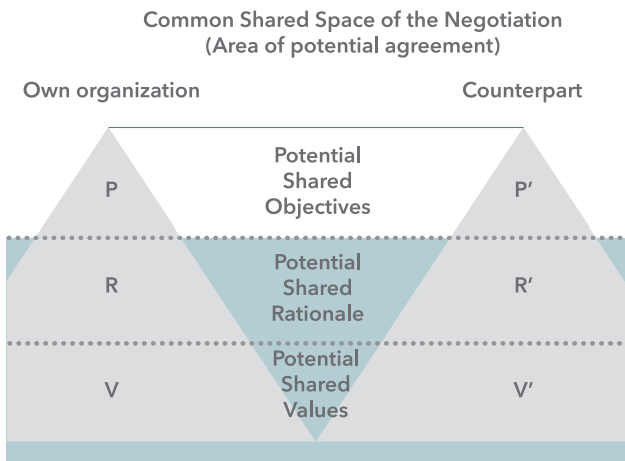 Common Shared Space of the Negotiation
(Area of potential agreement)
Own organization
Counterpart
P
Potential
Shared
Objectives
P′
R
Potential
Shared
Rationale
R′
V
Potential
Shared
Values
V′